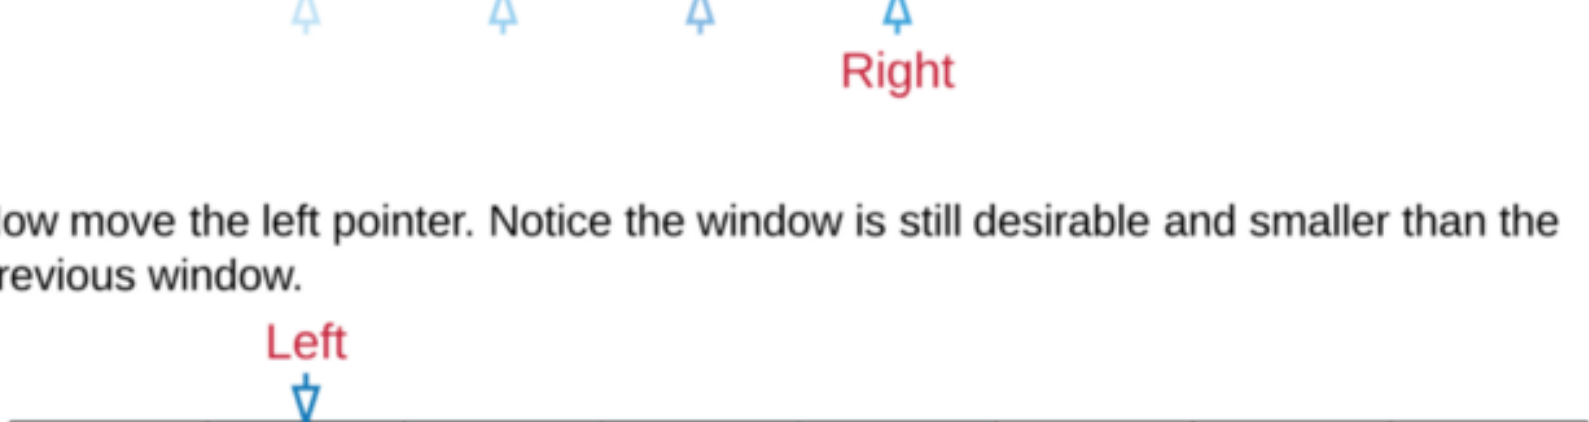 Right
ow move the left pointer. Notice the window is still desirable and smaller than the
revious window.
Left